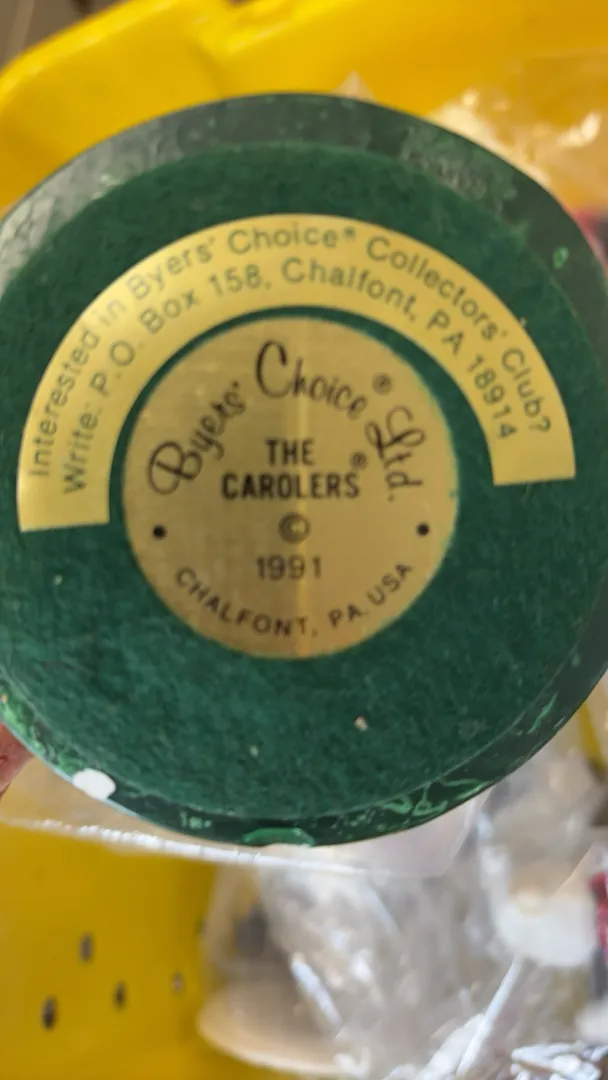 Interested in Byers' Choice® Collectors' Club?
Write: P.O. Box 158, Chalfont, PA 18914
Byers' Choice® Ltd.
THE
CAROLERS®
©
1991
CHALFONT, PA. USA